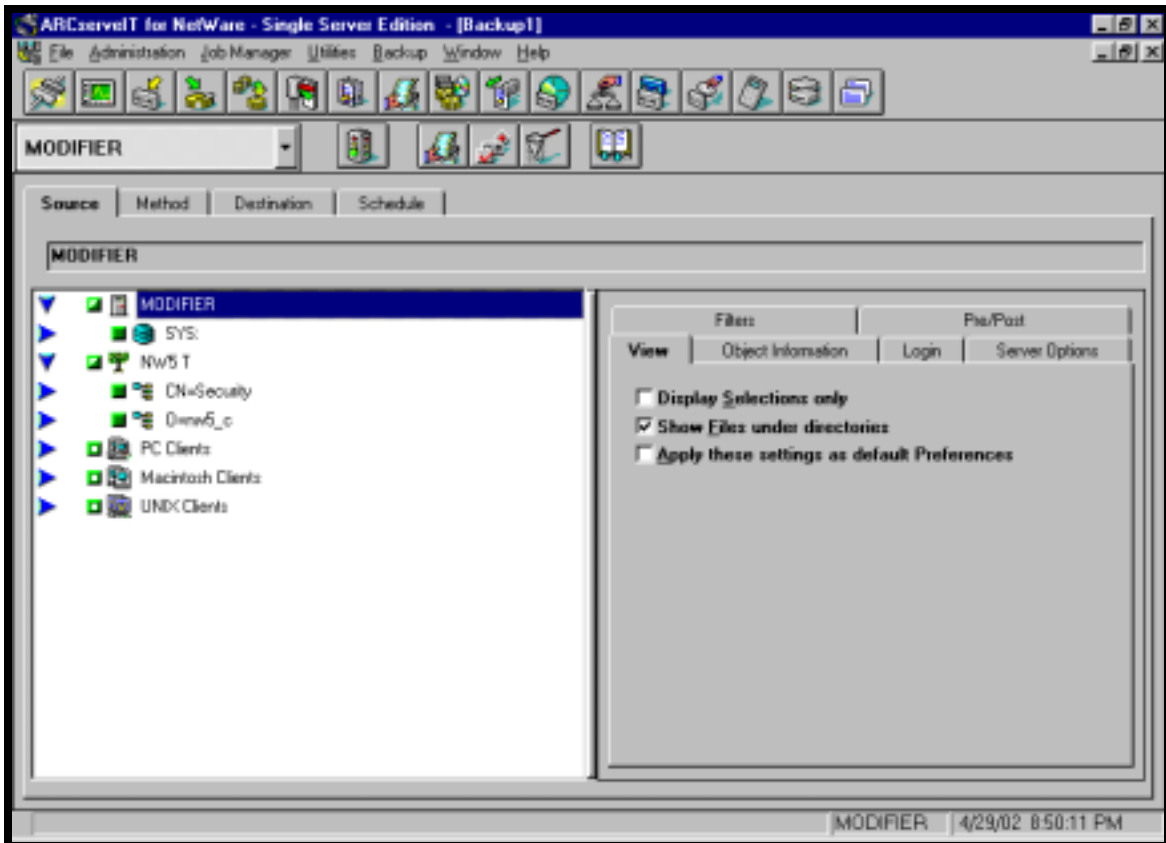 ARCserveIT for NetWare - Single Server Edition - [Backup1]
File Administration Job Manager Utilities Backup Window Help
MODIFIER
Source Method Destination Schedule
MODIFIER
MODIFIER
SYS:
NW5 T
CN=Security
O=nw5_c
PC Clients
Macintosh Clients
UNIX Clients
Filters Pre/Post
View Object Information Login Server Options
Display Selections only
Show Files under directories
Apply these settings as default Preferences
MODIFIER 4/29/02 8:50:11 PM